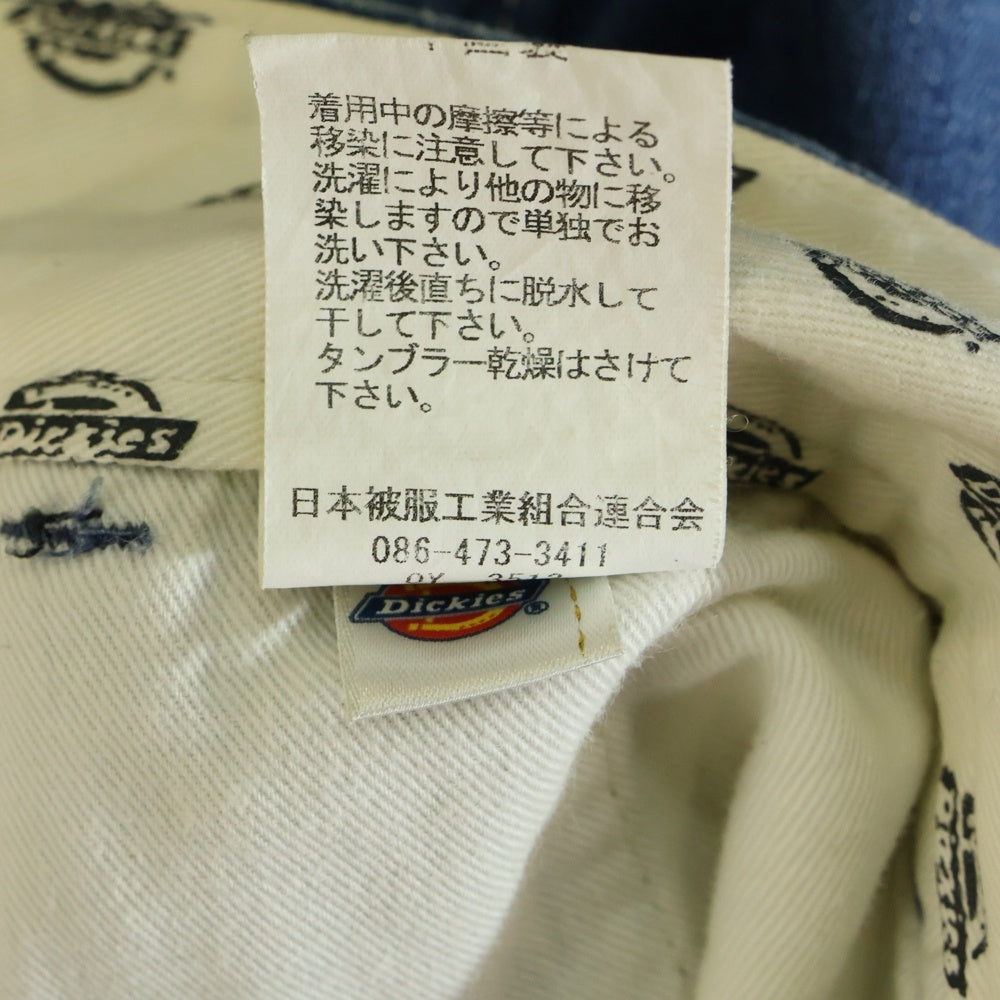 Dickies
着用中の摩擦等による
移染に注意して下さい。
洗濯により他の物に移
染しますので単独でお
洗い下さい。
洗濯後直ちに脱水して
干して下さい。
タンブラー乾燥はさけて
下さい。
Dickies
日本被服工業組合連合会
086-473-3411
Dickies®
Dickies